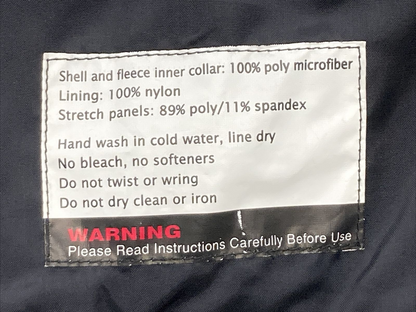 Shell and fleece inner collar: 100% poly microfiber
Lining: 100% nylon
Stretch panels: 89% poly/11% spandex
Hand wash in cold water, line dry
No bleach, no softeners
Do not twist or wring
Do not dry clean or iron
WARNING
Please Read Instructions Carefully Before Use